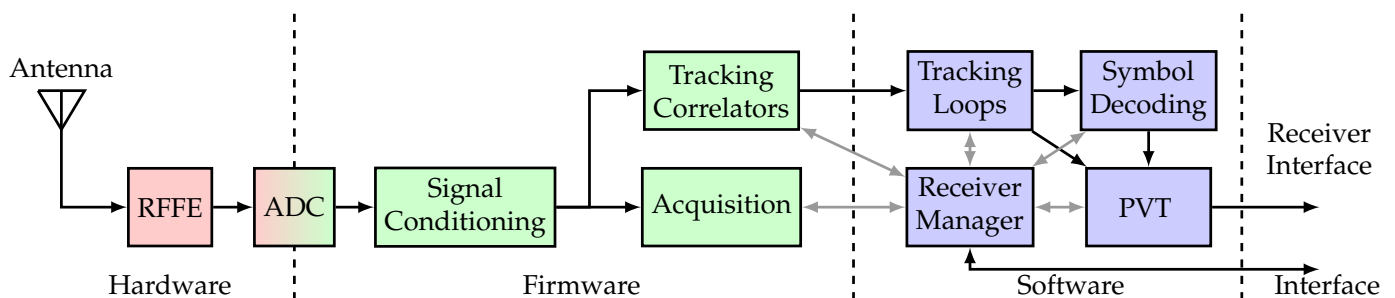 Antenna
RFFE
ADC
Signal
Conditioning
Tracking
Correlators
Acquisition
Tracking
Loops
Symbol
Decoding
Receiver
Manager
PVT
Receiver
Interface
Hardware
Firmware
Software
Interface